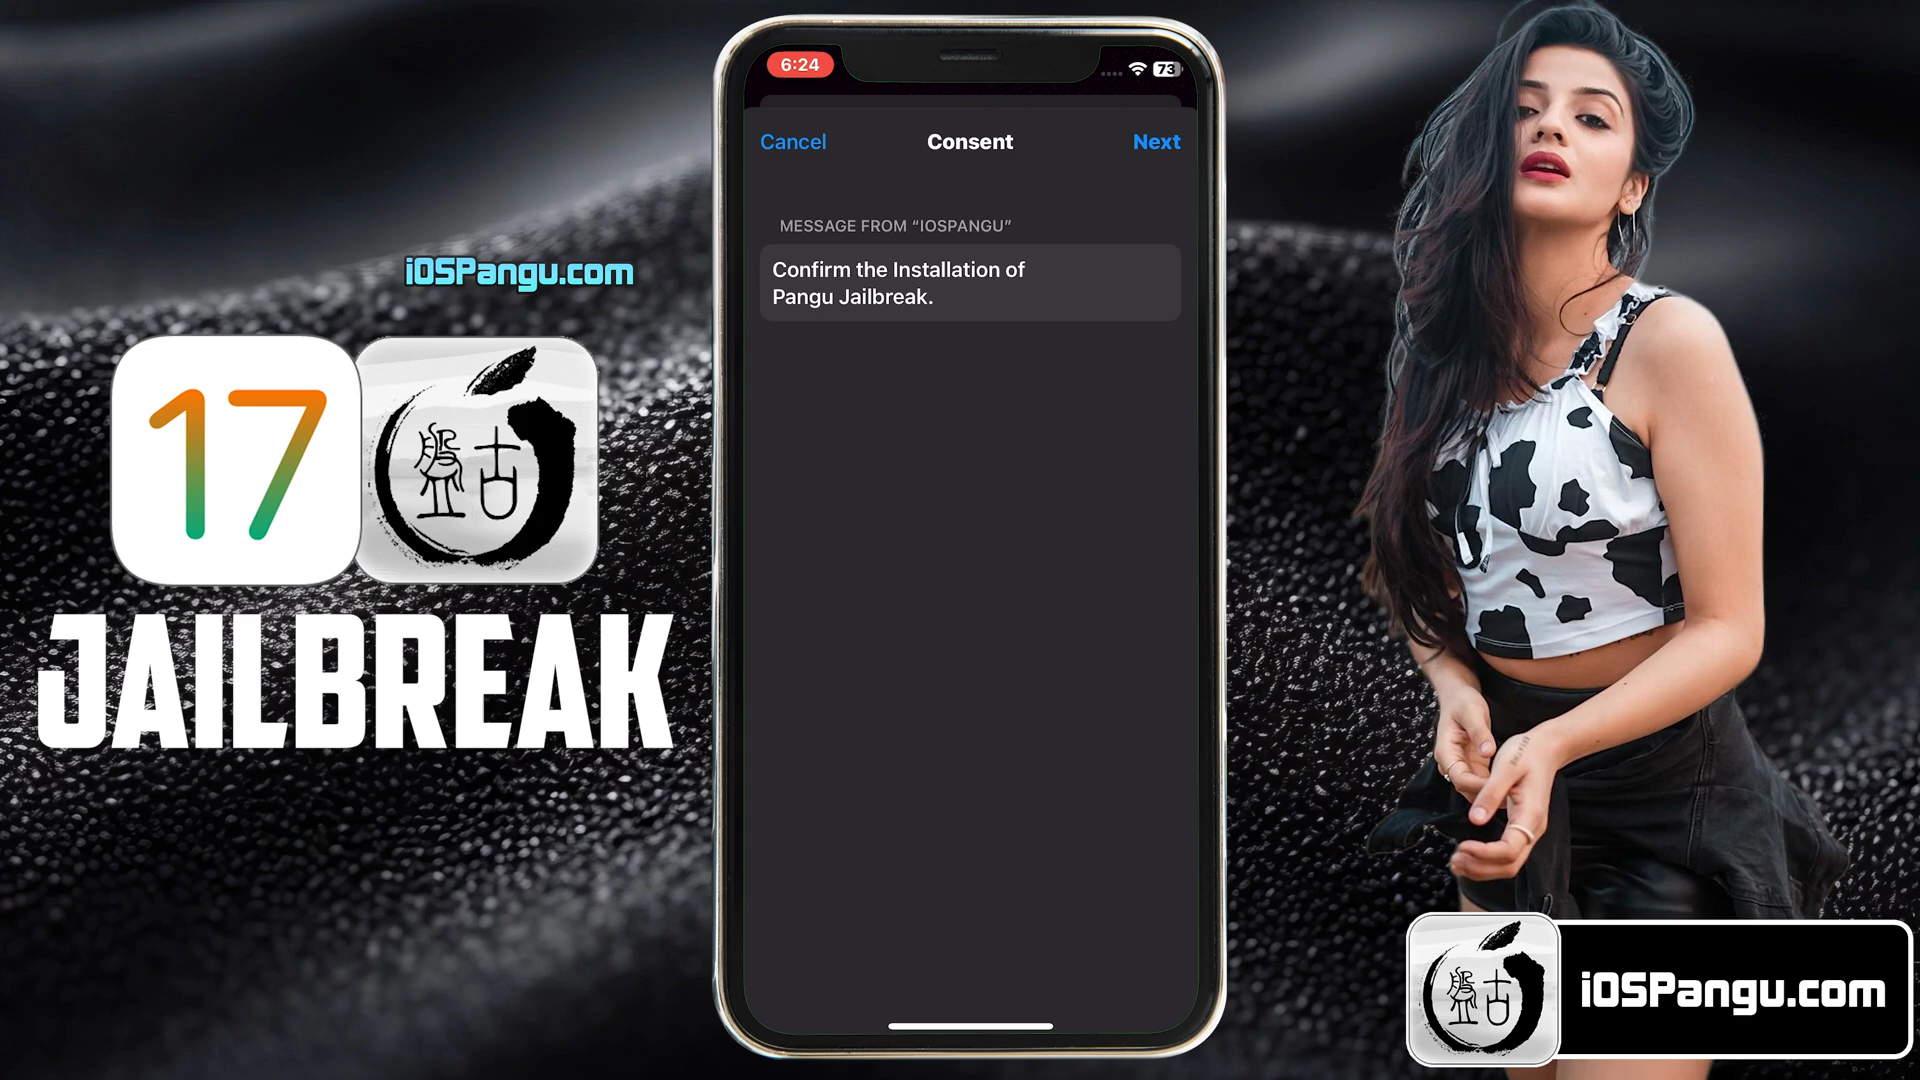 6:24
73
Cancel
Consent
Next
MESSAGE FROM “IOSPANGU”
Confirm the Installation of
Pangu Jailbreak.
iOSPangu.com
17
盤古
JAILBREAK
盤古
iOSPangu.com